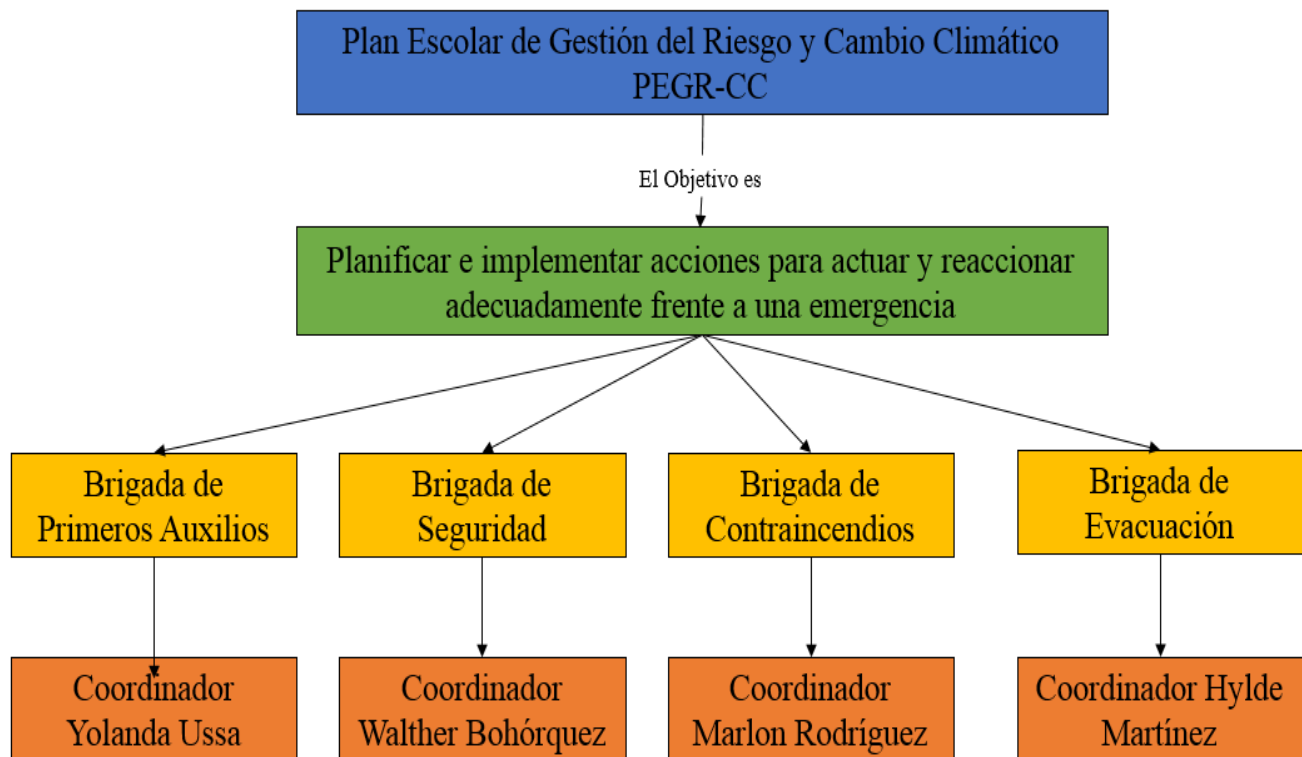 Plan Escolar de Gestión del Riesgo y Cambio Climático
PEGR-CC
El Objetivo es
Planificar e implementar acciones para actuar y reaccionar
adecuadamente frente a una emergencia
Brigada de
Primeros Auxilios
Brigada de
Seguridad
Brigada de
Contraincendios
Brigada de
Evacuación
Coordinador
Yolanda Ussa
Coordinador
Walther Bohórquez
Coordinador
Marlon Rodríguez
Coordinador Hylde
Martínez